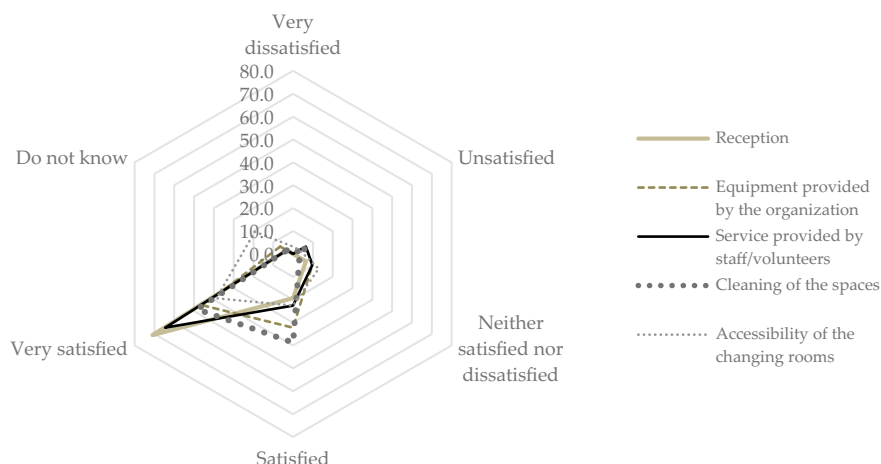 Very
dissatisfied
80.0
70.0
60.0
50.0
40.0
30.0
20.0
10.0
0.0
Do not know
Unsatisfied
Very satisfied
Neither
satisfied nor
dissatisfied
Satisfied
Reception
Equipment provided
by the organization
Service provided by
staff/volunteers
Cleaning of the spaces
Accessibility of the
changing rooms